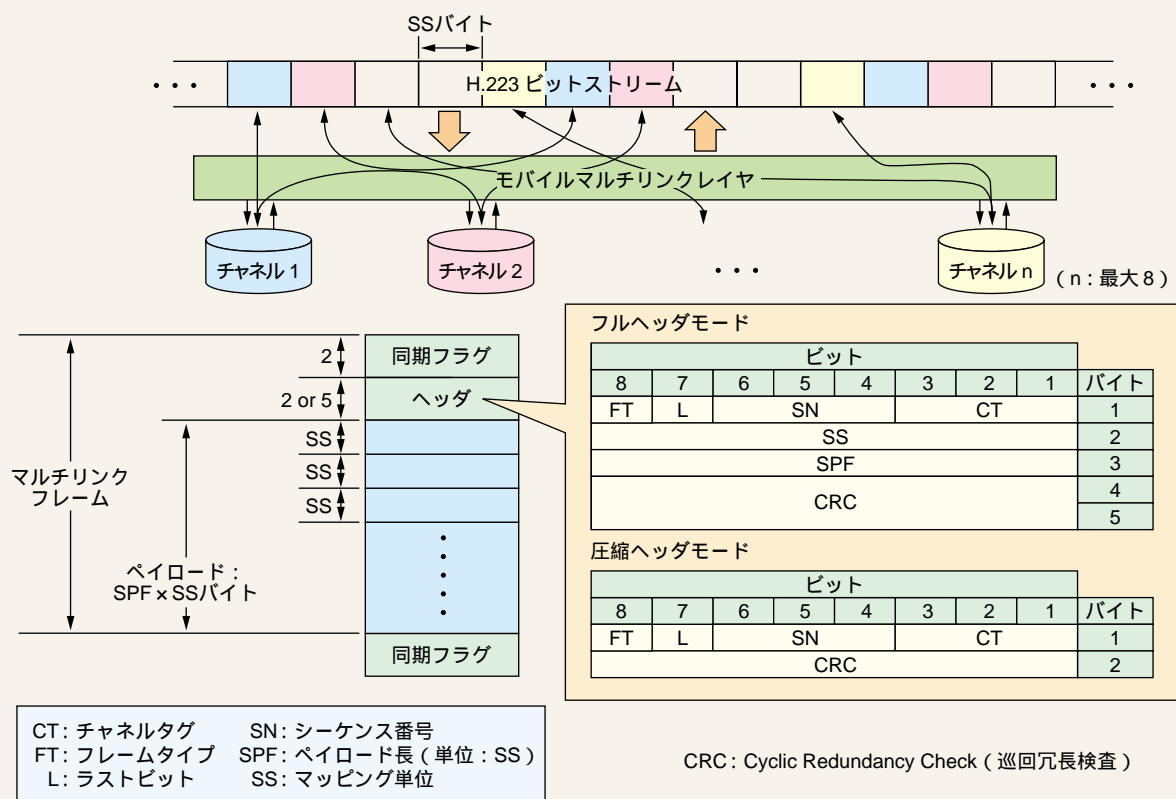 SSバイト
・・・
H.223 ビットストリーム
・・・
モバイルマルチリンクレイヤ
チャネル 1
チャネル 2
・・・
チャネル n
(n:最大8)
マルチリンク
フレーム
ペイロード:
SPF×SSバイト
2
2 or 5
SS
SS
SS
同期フラグ
ヘッダ
同期フラグ
フルヘッダモード
ビット
8 7 6 5 4 3 2 1 バイト
FT L SN CT 1
SS 2
SPF 3
CRC 4
5
圧縮ヘッダモード
ビット
8 7 6 5 4 3 2 1 バイト
FT L SN CT 1
CRC 2
CT:チャネルタグ SN:シーケンス番号
FT:フレームタイプ SPF:ペイロード長(単位:SS)
L:ラストビット SS:マッピング単位
CRC:Cyclic Redundancy Check(巡回冗長検査)